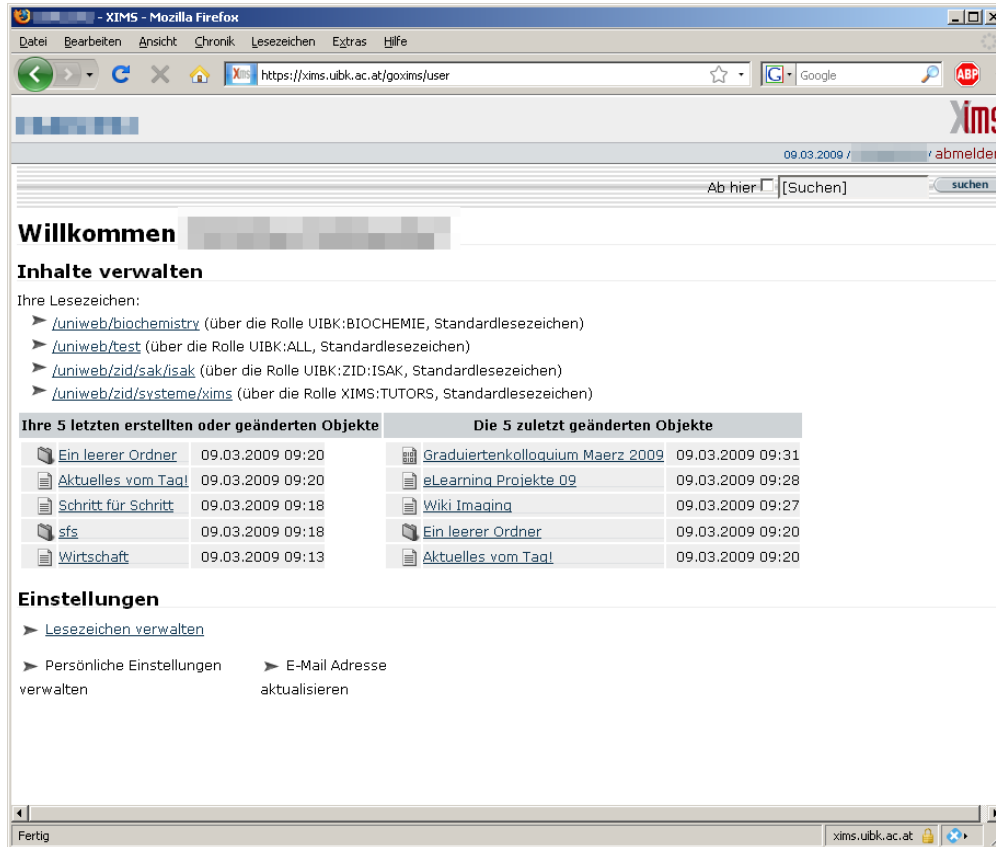 - XIMS - Mozilla Firefox
Datei Bearbeiten Ansicht Chronik Lesezeichen Extras Hilfe
Xims https://xims.uibk.ac.at/goxims/user G Google ABP
Xims
09.03.2009 / / abmelden
Ab hier [Suchen] suchen
Willkommen
Inhalte verwalten
Ihre Lesezeichen:
/uniweb/biochemistry (über die Rolle UIBK:BIOCHEMIE, Standardlesezeichen)
/uniweb/test (über die Rolle UIBK:ALL, Standardlesezeichen)
/uniweb/zid/sak/isak (über die Rolle UIBK:ZID:ISAK, Standardlesezeichen)
/uniweb/zid/systeme/xims (über die Rolle XIMS:TUTORS, Standardlesezeichen)
Ihre 5 letzten erstellten oder geänderten Objekte Die 5 zuletzt geänderten Objekte
Ein leerer Ordner 09.03.2009 09:20 Graduiertenkolloquium Maerz 2009 09.03.2009 09:31
Aktuelles vom Tag! 09.03.2009 09:20 eLearning Projekte 09 09.03.2009 09:28
Schritt für Schritt 09.03.2009 09:18 Wiki Imaging 09.03.2009 09:27
sfs 09.03.2009 09:18 Ein leerer Ordner 09.03.2009 09:20
Wirtschaft 09.03.2009 09:13 Aktuelles vom Tag! 09.03.2009 09:20
Einstellungen
Lesezeichen verwalten
Persönliche Einstellungen E-Mail Adresse
verwalten aktualisieren
Fertig xims.uibk.ac.at